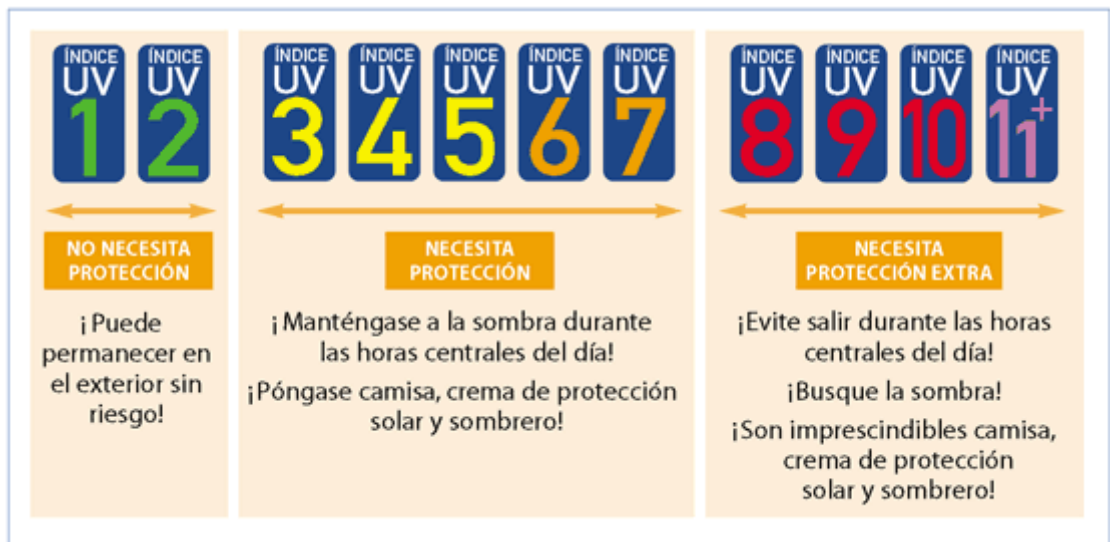 ÍNDICE UV 1
ÍNDICE UV 2
ÍNDICE UV 3
ÍNDICE UV 4
ÍNDICE UV 5
ÍNDICE UV 6
ÍNDICE UV 7
ÍNDICE UV 8
ÍNDICE UV 9
ÍNDICE UV 10
ÍNDICE UV 11+
NO NECESITA
PROTECCIÓN
¡Puede
permanecer en
el exterior sin
riesgo!
NECESITA
PROTECCIÓN
¡Manténgase a la sombra durante
las horas centrales del día!
¡Póngase camisa, crema de protección
solar y sombrero!
NECESITA
PROTECCIÓN EXTRA
¡Evite salir durante las horas
centrales del día!
¡Busque la sombra!
¡Son imprescindibles camisa,
crema de protección
solar y sombrero!